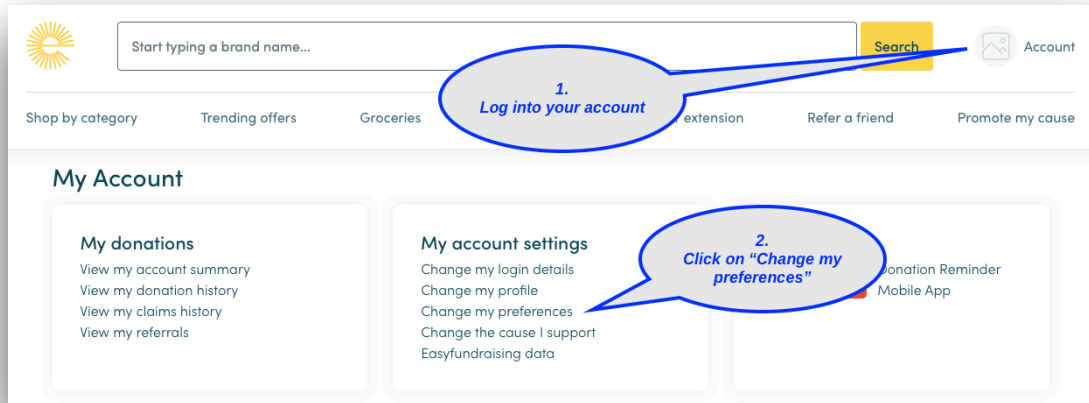 Start typing a brand name...
Search
Account
1.
Log into your account
Shop by category
Trending offers
Groceries
extension
Refer a friend
Promote my cause
My Account
My donations
View my account summary
View my donation history
View my claims history
View my referrals
My account settings
Change my login details
Change my profile
Change my preferences
Change the cause I support
Easyfundraising data
2.
Click on “Change my
preferences”
Donation Reminder
Mobile App